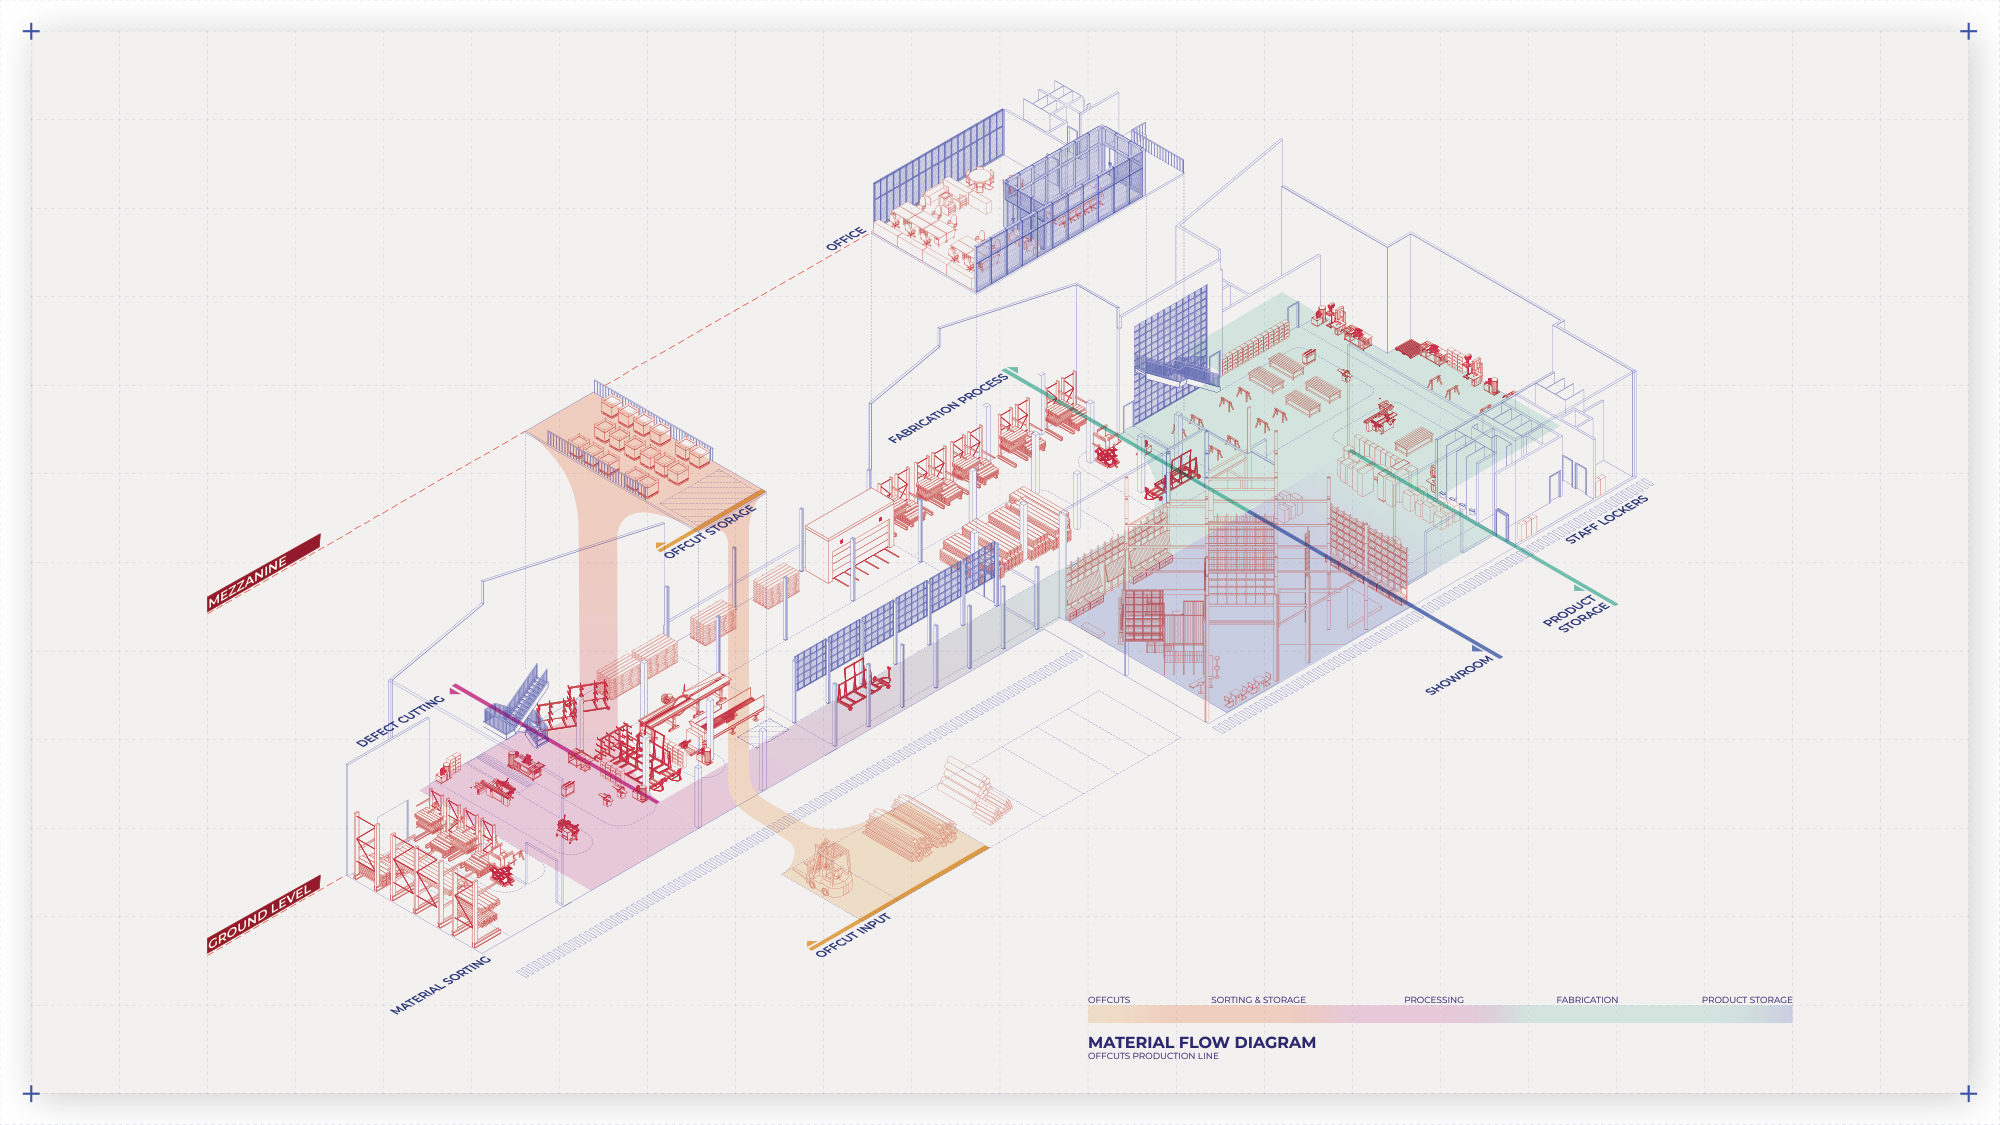 OFFICE
FABRICATION PROCESS
MEZZANINE
OFFCUT STORAGE
STAFF LOCKERS
PRODUCT
STORAGE
SHOWROOM
DEFECT CUTTING
GROUND LEVEL
OFFCUT INPUT
MATERIAL SORTING
OFFCUTS SORTING & STORAGE PROCESSING FABRICATION PRODUCT STORAGE
MATERIAL FLOW DIAGRAM
OFFCUTS PRODUCTION LINE